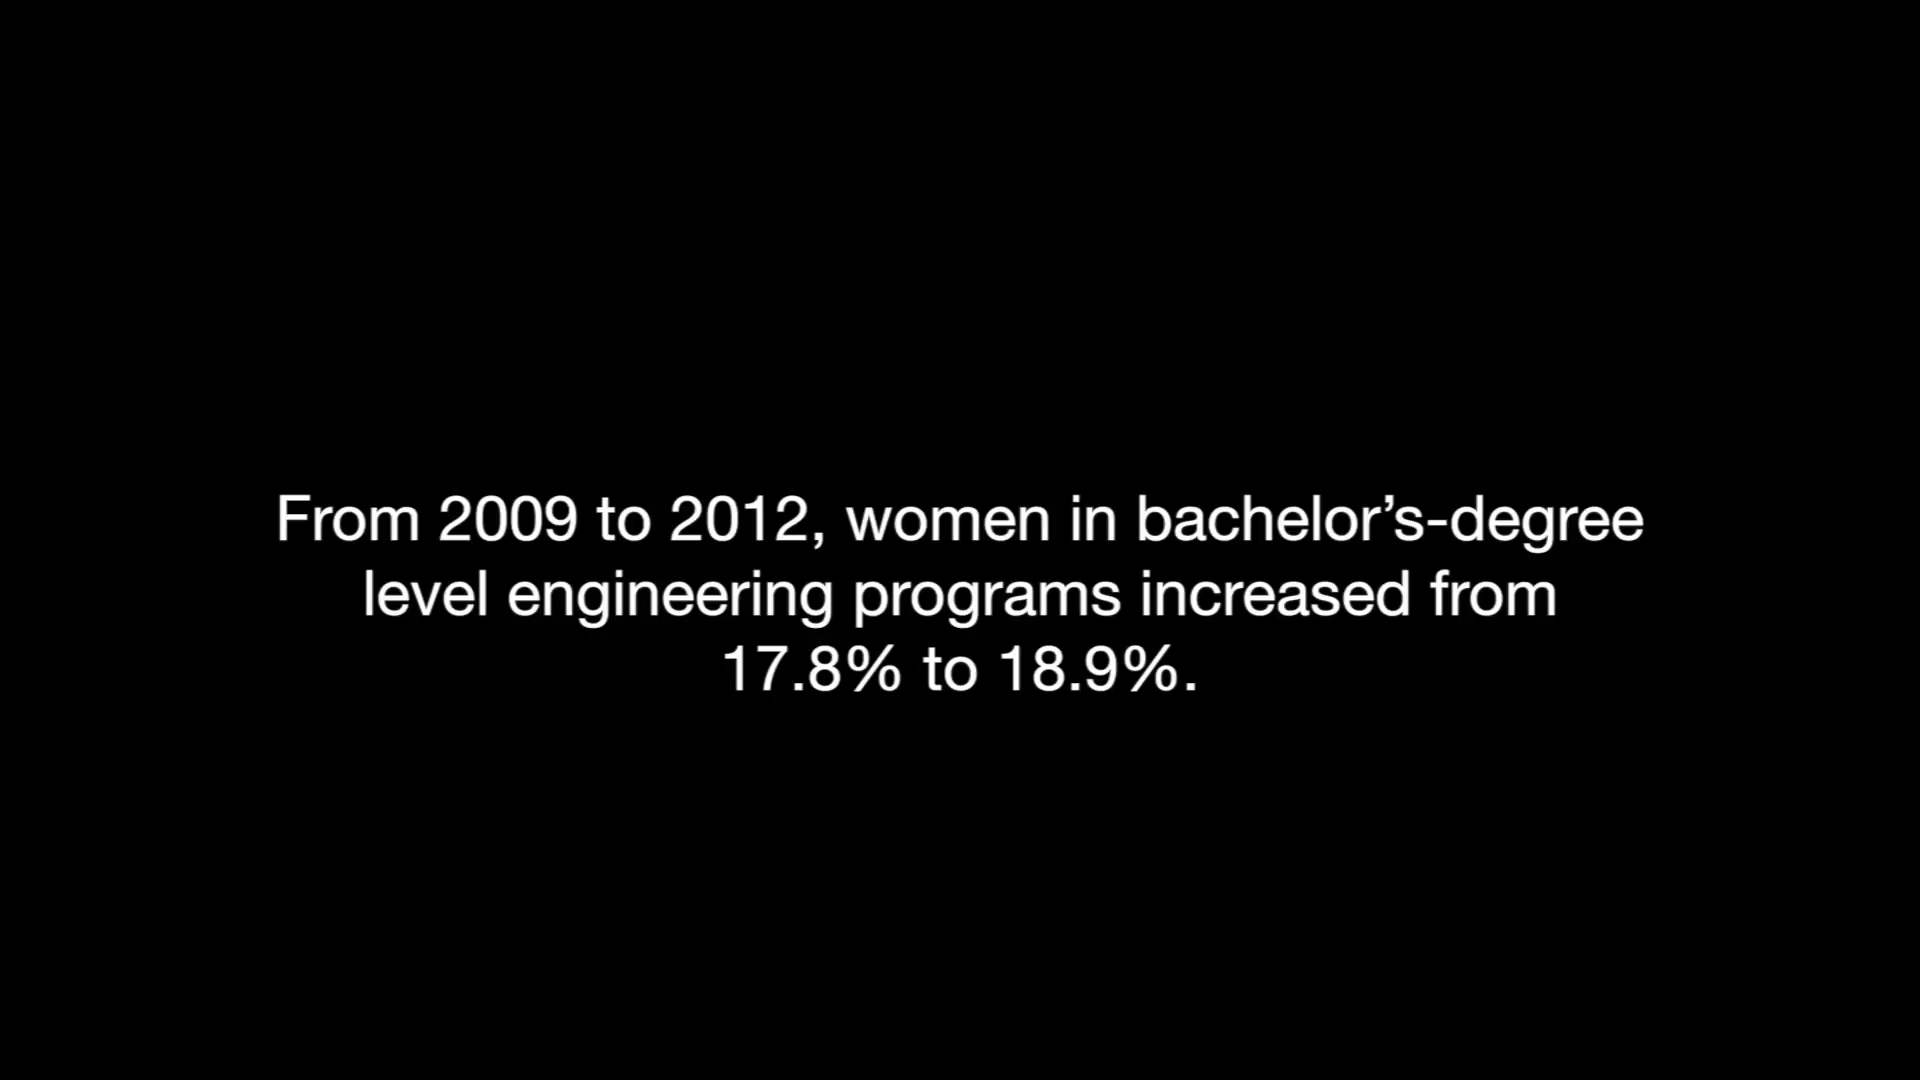 From 2009 to 2012, women in bachelor’s-degree
level engineering programs increased from
17.8% to 18.9%.